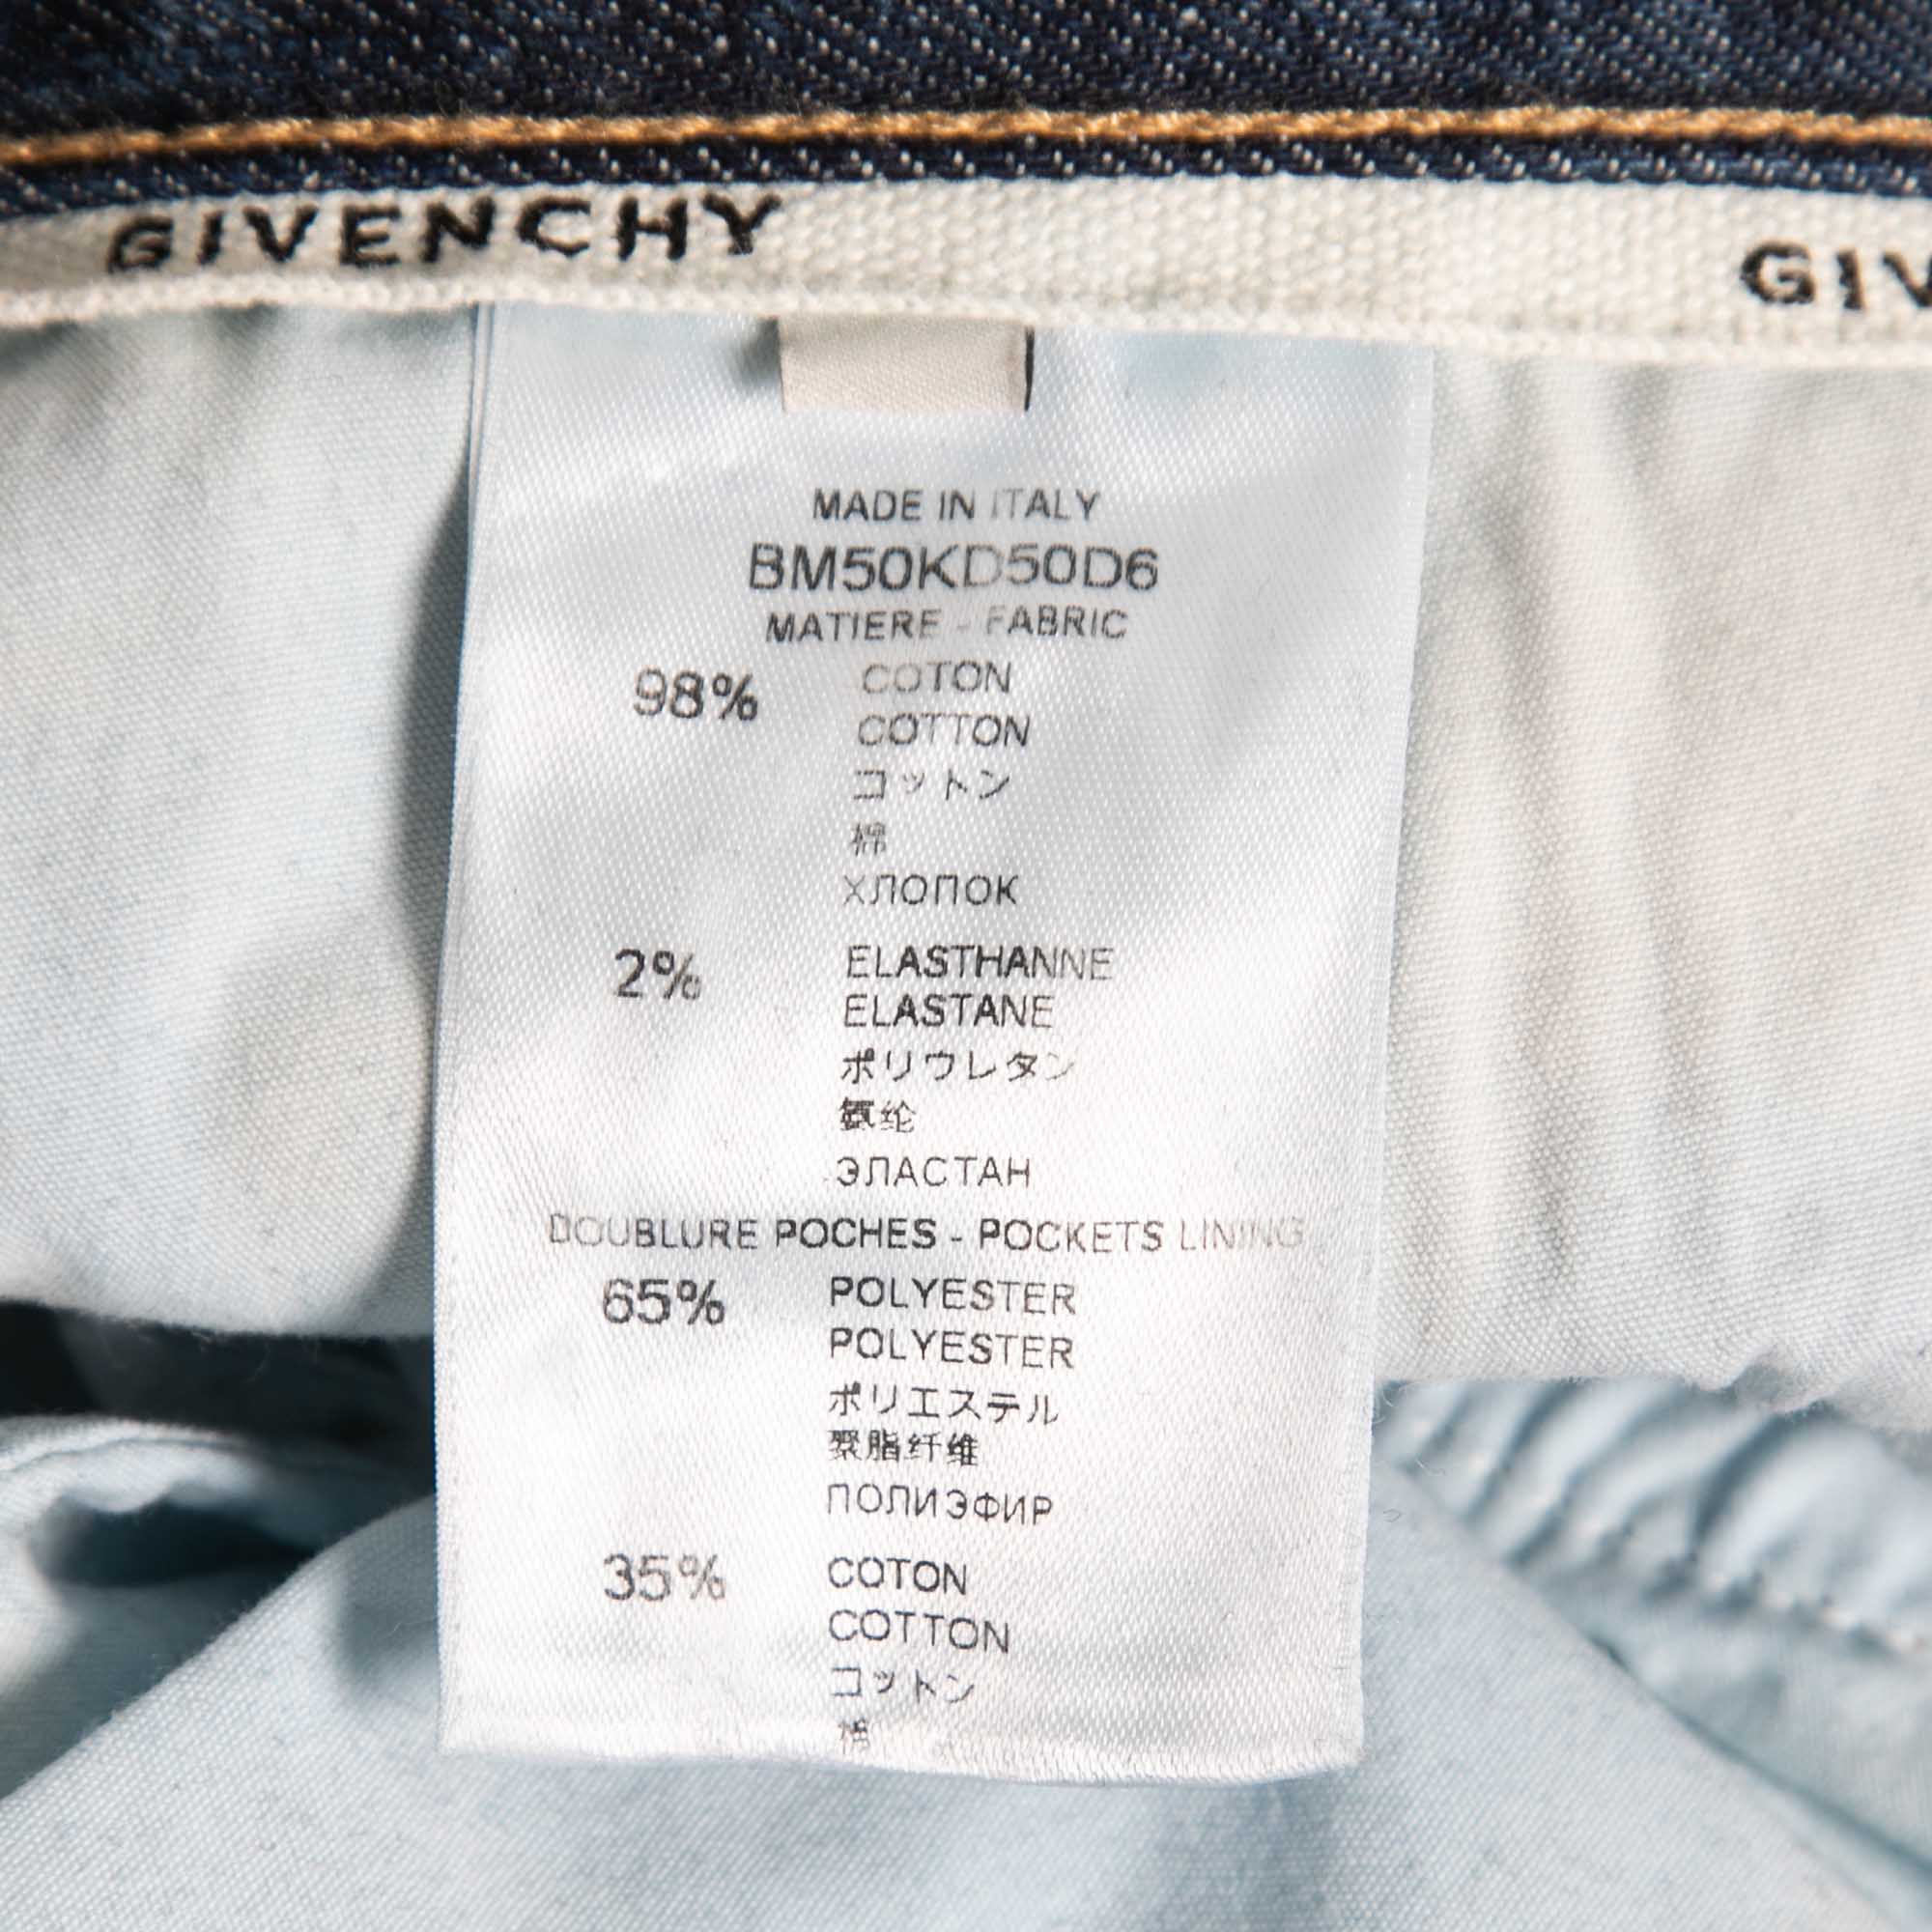 GIVENCHY GIV
MADE IN ITALY
BM50KD50D6
MATIERE - FABRIC
98% COTON
COTTON
コットン
棉
ХЛОПОК
2% ELASTHANNE
ELASTANE
ポリウレタン
氨纶
ЭЛАСТАН
DOUBLURE POCHES - POCKETS LINING
65% POLYESTER
POLYESTER
ポリエステル
聚脂纤维
ПОЛИЭФИР
35% COTON
COTTON
コットン
棉